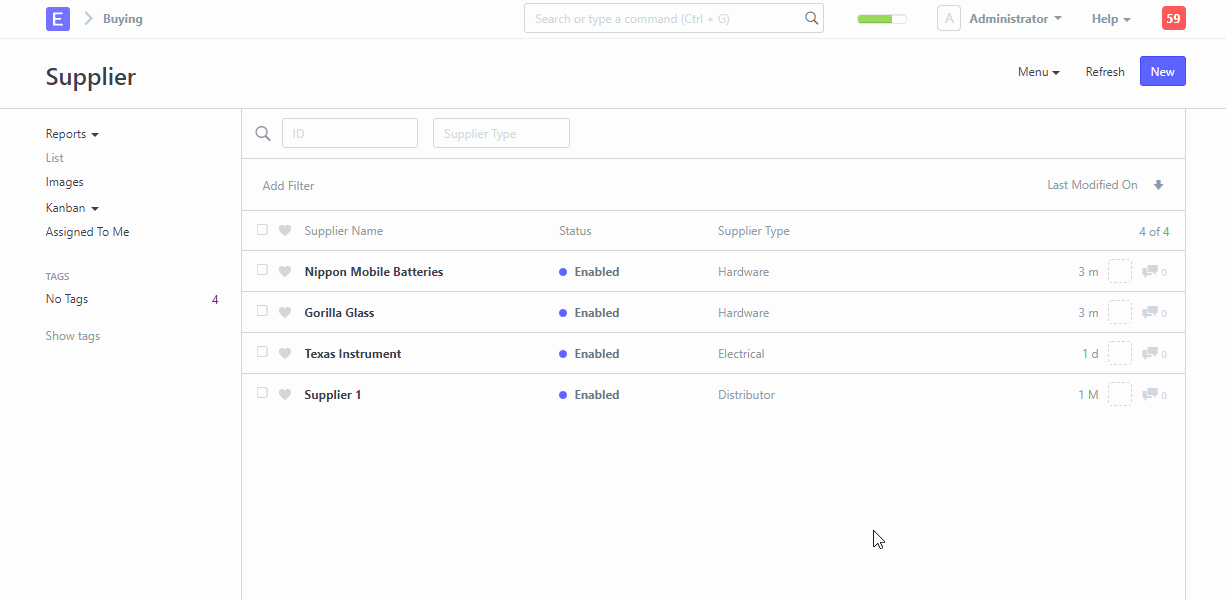 E Buying Search or type a command (Ctrl + G) A Administrator Help 59
Supplier Menu Refresh New
Reports
List
Images
Kanban
Assigned To Me
TAGS
No Tags 4
Show tags
ID Supplier Type
Add Filter Last Modified On
Supplier Name Status Supplier Type 4 of 4
Nippon Mobile Batteries Enabled Hardware 3 m 0
Gorilla Glass Enabled Hardware 3 m 0
Texas Instrument Enabled Electrical 1 d 0
Supplier 1 Enabled Distributor 1 M 0